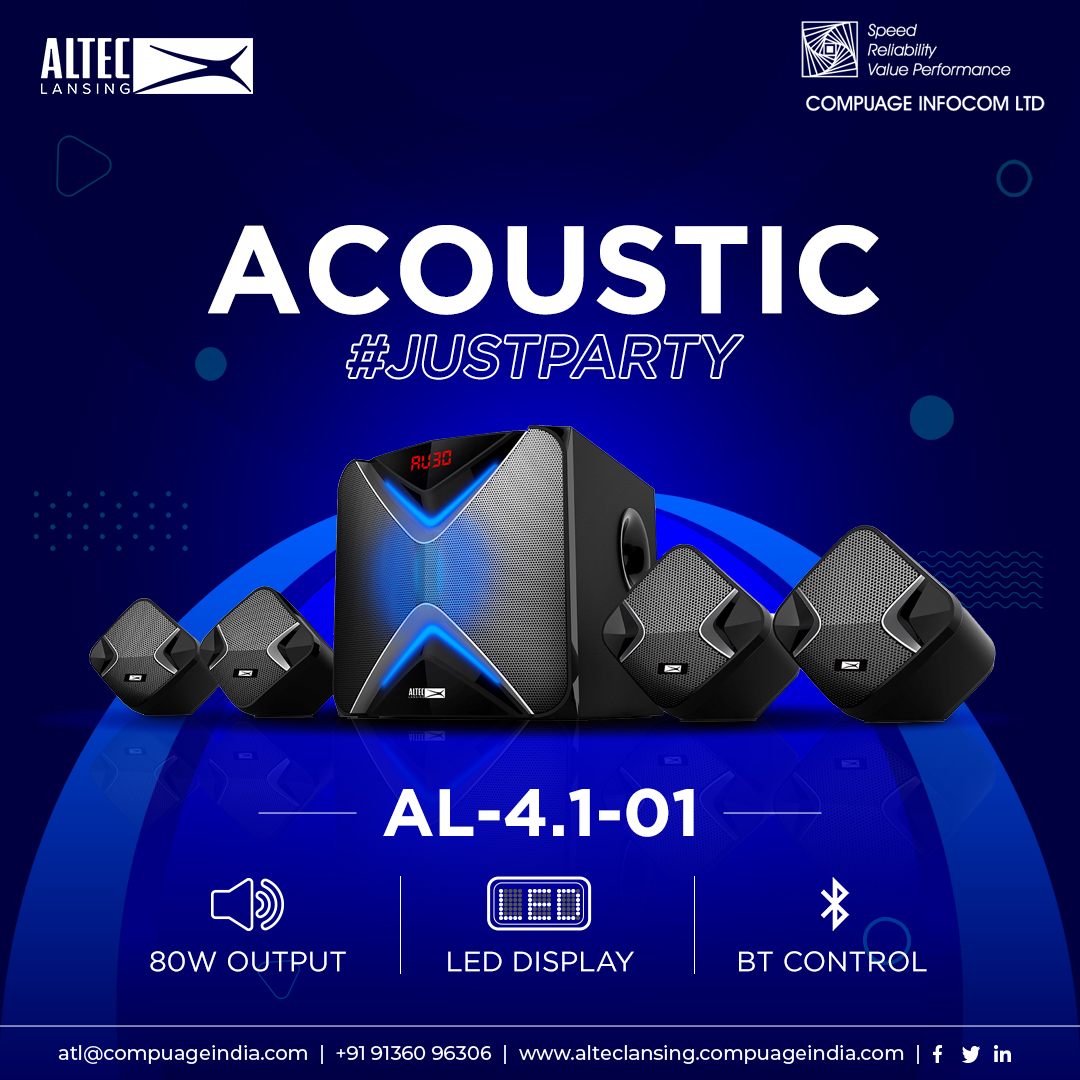 ALTEC
LANSING
Speed
Reliability
Value Performance
COMPUAGE INFOCOM LTD
ACOUSTIC
#JUSTPARTY
AU30
ALTEC
LANSING
AL-4.1-01
LED
80W OUTPUT
LED DISPLAY
BT CONTROL
atl@compuageindia.com | +91 91360 96306 | www.alteclansing.compuageindia.com |